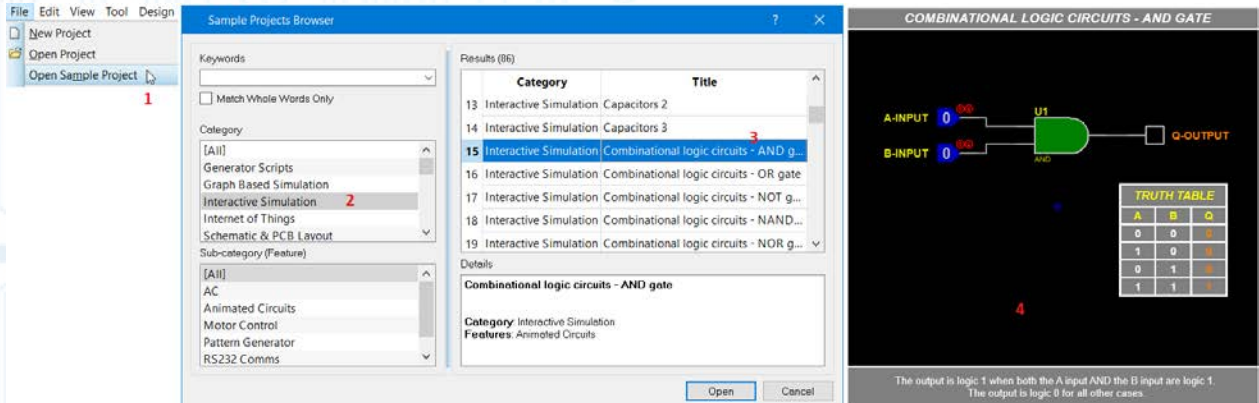 File Edit View Tool Design
New Project
Open Project
Open Sample Project
1
Sample Projects Browser
? ×
Keywords
Match Whole Words Only
Category
[All]
Generator Scripts
Graph Based Simulation
Interactive Simulation 2
Internet of Things
Schematic & PCB Layout
Sub-category (Feature)
[All]
AC
Animated Circuits
Motor Control
Pattern Generator
RS232 Comms
Results (86)
Category Title
13 Interactive Simulation Capacitors 2
14 Interactive Simulation Capacitors 3
3
15 Interactive Simulation Combinational logic circuits - AND g...
16 Interactive Simulation Combinational logic circuits - OR gate
17 Interactive Simulation Combinational logic circuits - NOT g...
18 Interactive Simulation Combinational logic circuits - NAND...
19 Interactive Simulation Combinational logic circuits - NOR g...
Details
Combinational logic circuits - AND gate
Category: Interactive Simulation
Features: Animated Circuits
Open Cancel
COMBINATIONAL LOGIC CIRCUITS - AND GATE
U1
A-INPUT 0
Q-OUTPUT
B-INPUT 0
AND
TRUTH TABLE
A B Q
0 0 0
1 0 0
0 1 0
1 1 1
4
The output is logic 1 when both the A input AND the B input are logic 1.
The output is logic 0 for all other cases.